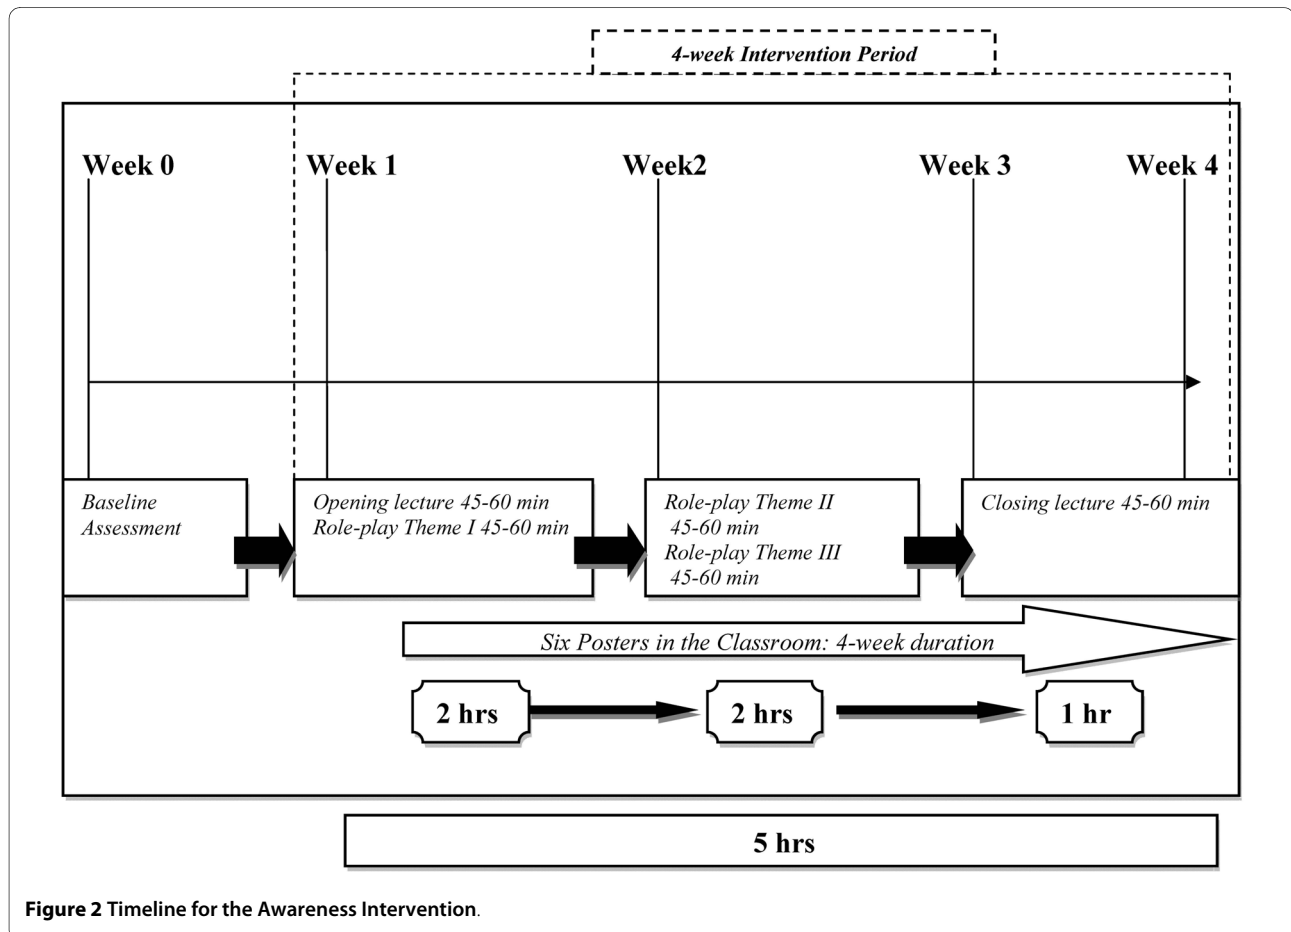 4-week Intervention Period
Week 0
Week 1
Week2
Week 3
Week 4
Baseline
Assessment
Opening lecture 45-60 min
Role-play Theme I 45-60 min
Role-play Theme II
45-60 min
Role-play Theme III
45-60 min
Closing lecture 45-60 min
Six Posters in the Classroom: 4-week duration
2 hrs
2 hrs
1 hr
5 hrs
Figure 2 Timeline for the Awareness Intervention.